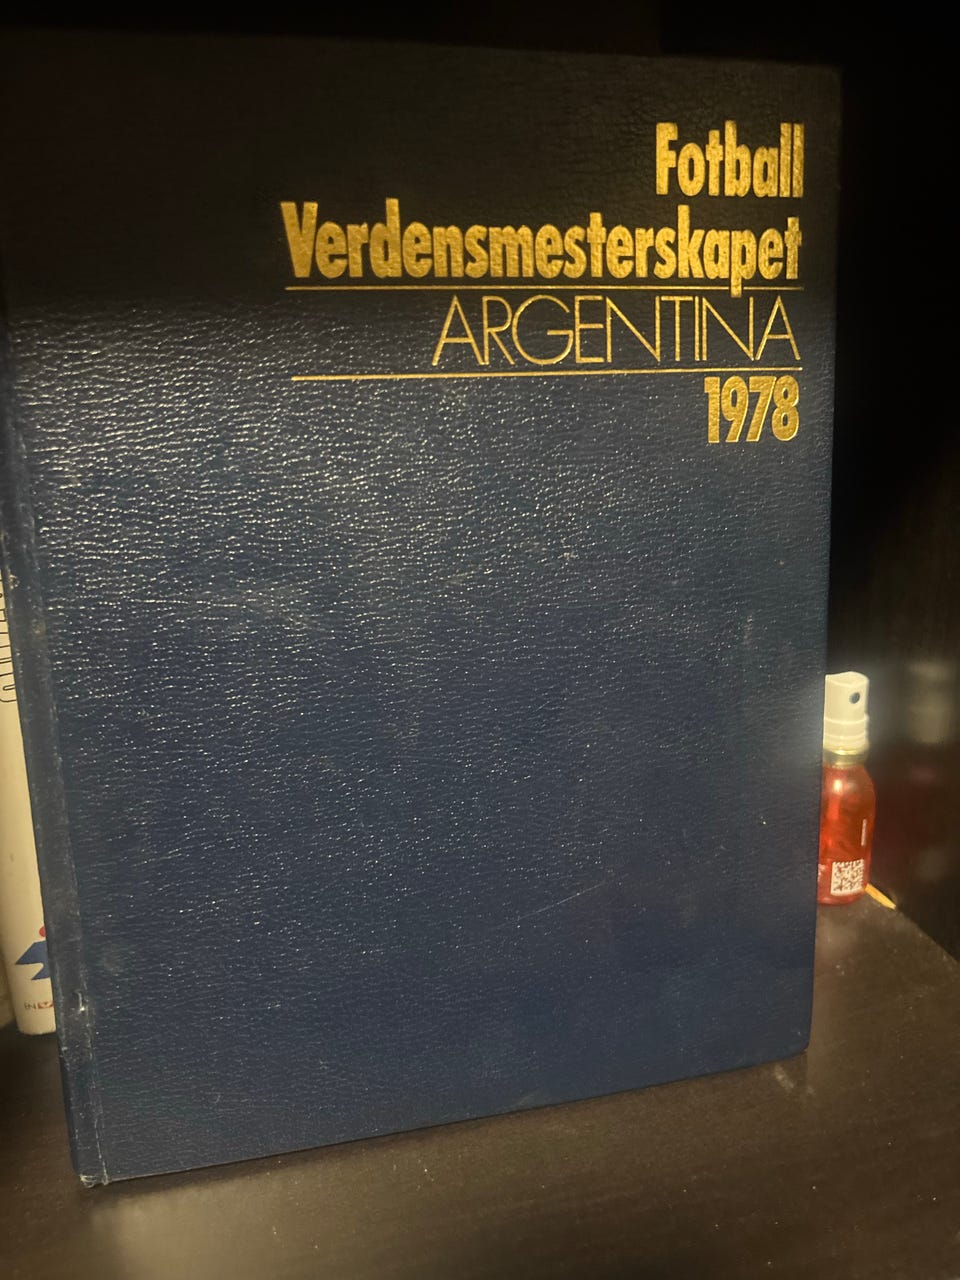 Fotball
Verdensmesterskapet
ARGENTINA
1978